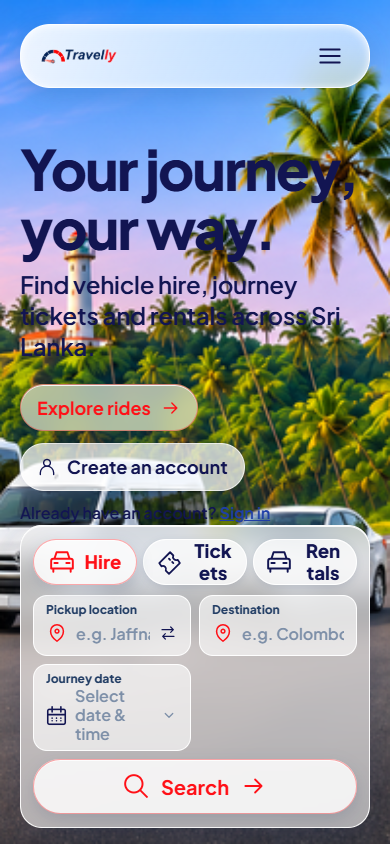 Travelly
Your journey,
your way.
Find vehicle hire, journey
tickets and rentals across Sri
Lanka.
Explore rides
Create an account
Already have an account? Sign in
Hire
Tick
ets
Ren
tals
Pickup location
Destination
e.g. Jaffna
e.g. Colombo
Journey date
Select
date &
time
Search